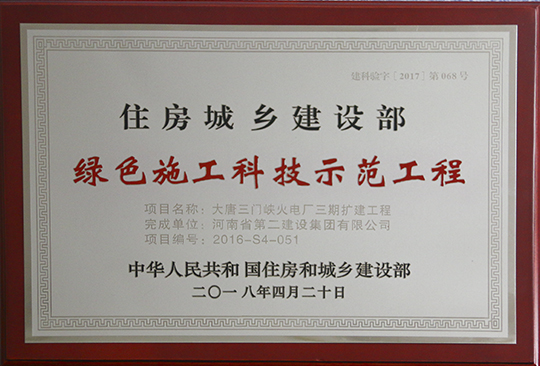 建科验字［2017］第068号
住房城乡建设部
绿色施工科技示范工程
项目名称：大唐三门峡火电厂三期扩建工程
完成单位：河南省第二建设集团有限公司
项目编号：2016-S4-051
中华人民共和国住房和城乡建设部
二〇一八年四月二十日